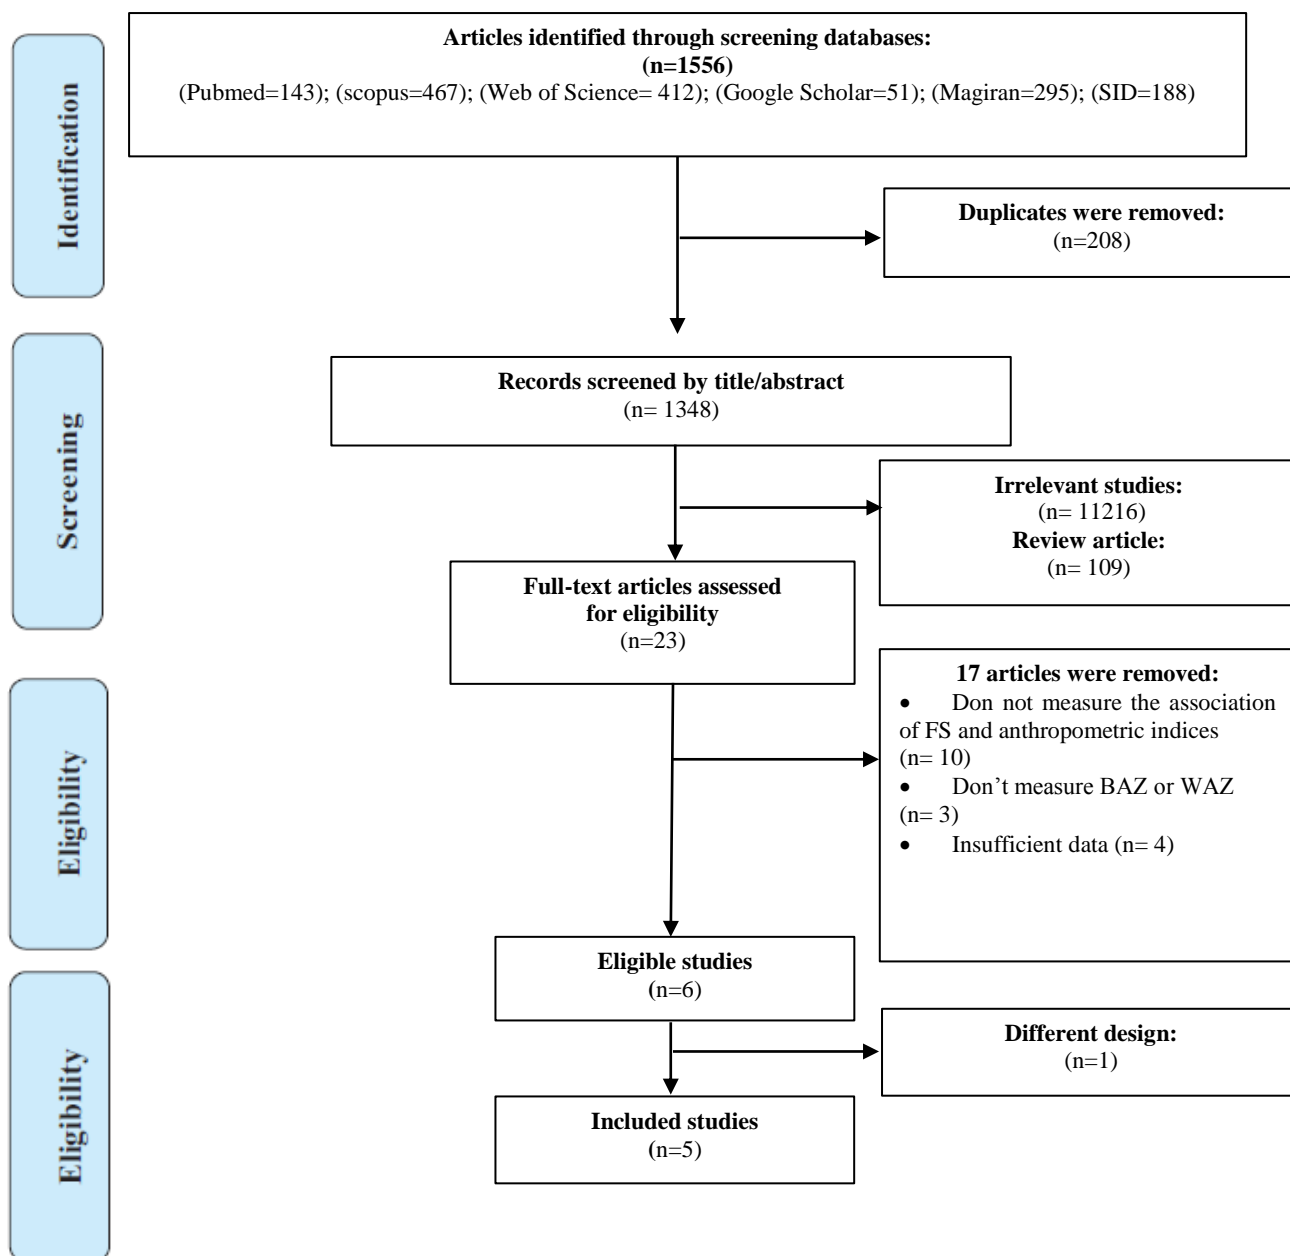 Identification
Articles identified through screening databases:
(n=1556)
(Pubmed=143); (scopus=467); (Web of Science= 412); (Google Scholar=51); (Magiran=295); (SID=188)
Duplicates were removed:
(n=208)
Screening
Records screened by title/abstract
(n= 1348)
Irrelevant studies:
(n= 11216)
Review article:
(n= 109)
Full-text articles assessed
for eligibility
(n=23)
Eligibility
17 articles were removed:
• Don not measure the association
of FS and anthropometric indices
(n= 10)
• Don’t measure BAZ or WAZ
(n= 3)
• Insufficient data (n= 4)
Eligible studies
(n=6)
Eligibility
Different design:
(n=1)
Included studies
(n=5)